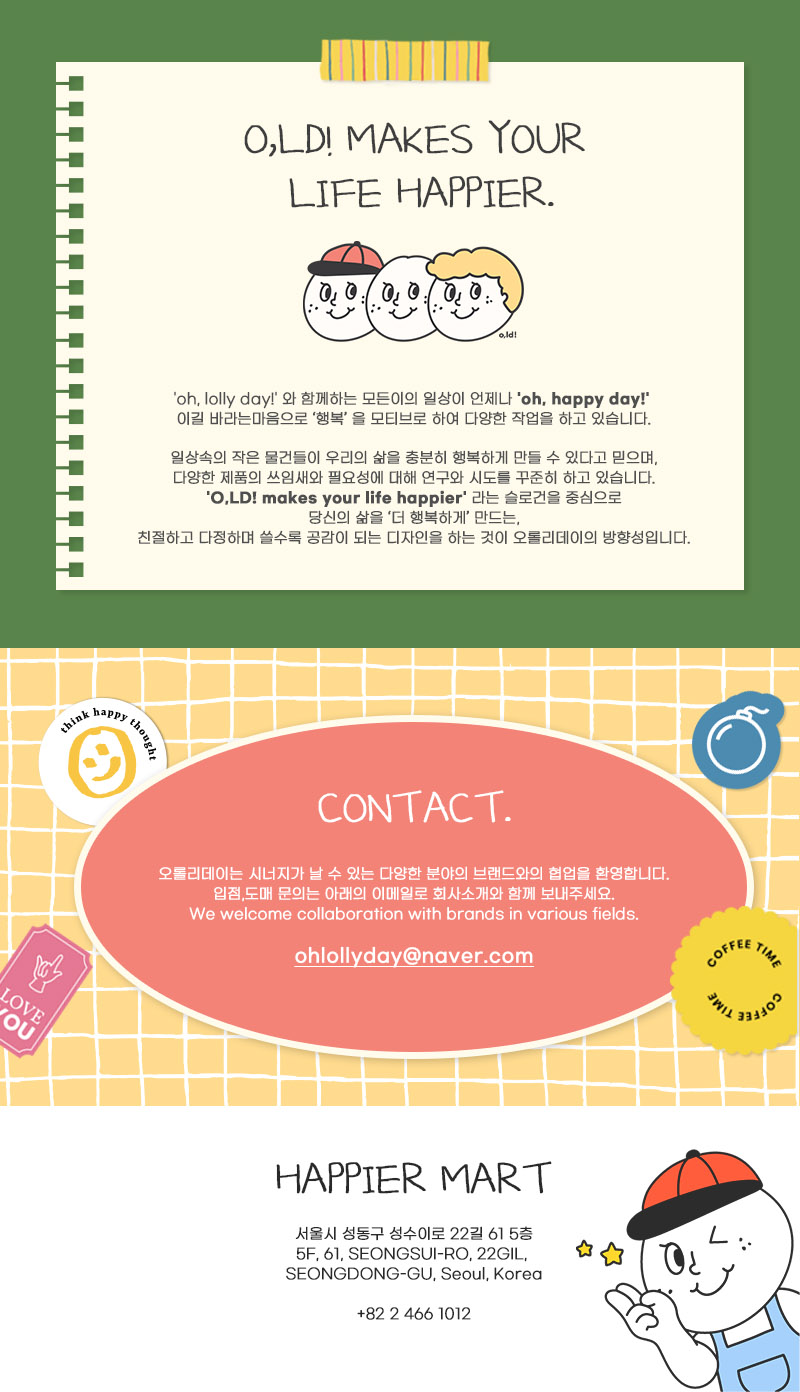 O,LD! MAKES YOUR
LIFE HAPPIER.
o,ld!
'oh, lolly day!' 와 함께하는 모든이의 일상이 언제나 'oh, happy day!'
이길 바라는마음으로 ‘행복’ 을 모티브로 하여 다양한 작업을 하고 있습니다.
일상속의 작은 물건들이 우리의 삶을 충분히 행복하게 만들 수 있다고 믿으며,
다양한 제품의 쓰임새와 필요성에 대해 연구와 시도를 꾸준히 하고 있습니다.
'O,LD! makes your life happier' 라는 슬로건을 중심으로
당신의 삶을 ‘더 행복하게’ 만드는,
친절하고 다정하며 쓸수록 공감이 되는 디자인을 하는 것이 오롤리데이의 방향성입니다.
think happy thought
CONTACT.
오롤리데이는 시너지가 날 수 있는 다양한 분야의 브랜드와의 협업을 환영합니다.
입점,도매 문의는 아래의 이메일로 회사소개와 함께 보내주세요.
We welcome collaboration with brands in various fields.
ohlollyday@naver.com
LOVE
YOU
COFFEE TIME
COFFEE TIME
HAPPIER MART
서울시 성동구 성수이로 22길 61 5층
5F, 61, SEONGSUI-RO, 22GIL,
SEONGDONG-GU, Seoul, Korea
+82 2 466 1012